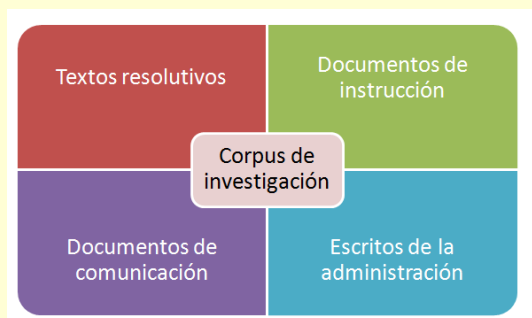 Textos resolutivos
Documentos de
instrucción
Corpus de
investigación
Documentos de
comunicación
Escritos de la
administración